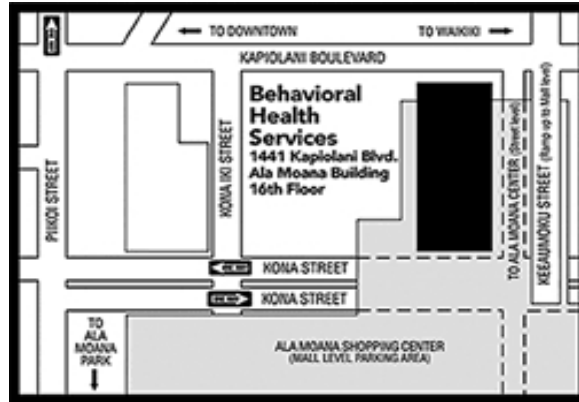 TO DOWNTOWN
TO WAIKIKI
KAPIOLANI BOULEVARD
PIIKOI STREET
KONA IKI STREET
Behavioral
Health
Services
1441 Kapiolani Blvd.
Ala Moana Building
16th Floor
TO ALA MOANA CENTER (Street level)
KEEAUMOKU STREET (Ramp up to Mall level)
KONA STREET
KONA STREET
TO
ALA
MOANA
PARK
ALA MOANA SHOPPING CENTER
(MALL LEVEL PARKING AREA)